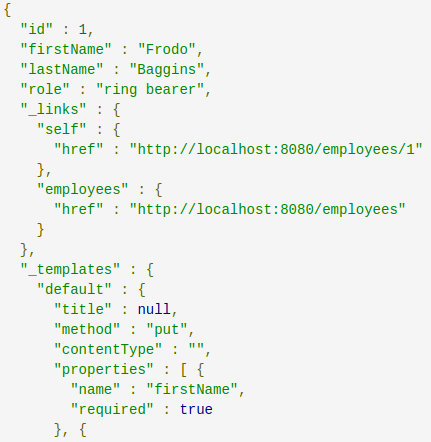 {
  "id" : 1,
  "firstName" : "Frodo",
  "lastName" : "Baggins",
  "role" : "ring bearer",
  "_links" : {
    "self" : {
      "href" : "http://localhost:8080/employees/1"
    },
    "employees" : {
      "href" : "http://localhost:8080/employees"
    }
  },
  "_templates" : {
    "default" : {
      "title" : null,
      "method" : "put",
      "contentType" : "",
      "properties" : [ {
        "name" : "firstName",
        "required" : true
      }, {